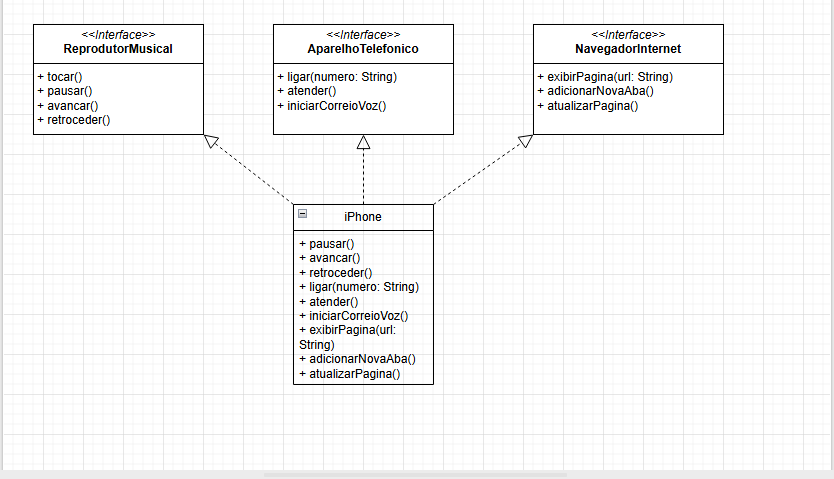 <<Interface>>
ReprodutorMusical
+ tocar()
+ pausar()
+ avancar()
+ retroceder()
<<Interface>>
AparelhoTelefonico
+ ligar(numero: String)
+ atender()
+ iniciarCorreioVoz()
<<Interface>>
NavegadorInternet
+ exibirPagina(url: String)
+ adicionarNovaAba()
+ atualizarPagina()
iPhone
+ pausar()
+ avancar()
+ retroceder()
+ ligar(numero: String)
+ atender()
+ iniciarCorreioVoz()
+ exibirPagina(url:
String)
+ adicionarNovaAba()
+ atualizarPagina()